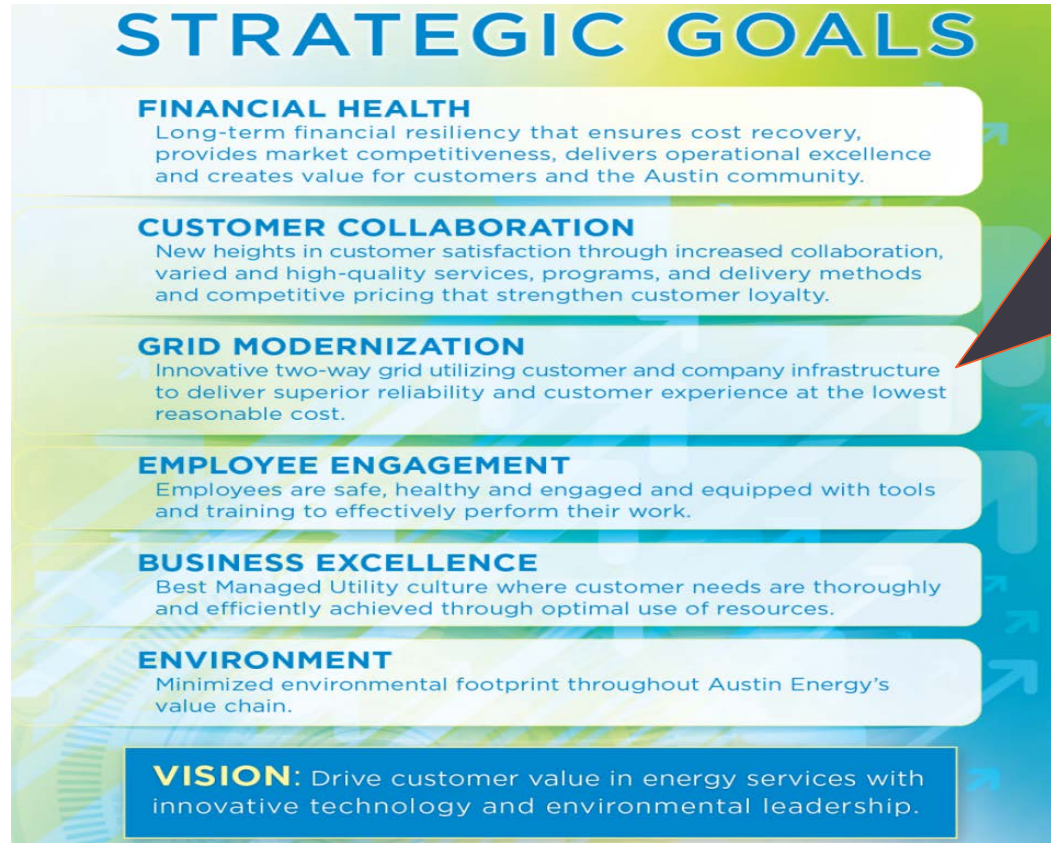 STRATEGIC GOALS
FINANCIAL HEALTH
Long-term financial resiliency that ensures cost recovery,
provides market competitiveness, delivers operational excellence
and creates value for customers and the Austin community.
CUSTOMER COLLABORATION
New heights in customer satisfaction through increased collaboration,
varied and high-quality services, programs, and delivery methods
and competitive pricing that strengthen customer loyalty.
GRID MODERNIZATION
Innovative two-way grid utilizing customer and company infrastructure
to deliver superior reliability and customer experience at the lowest
reasonable cost.
EMPLOYEE ENGAGEMENT
Employees are safe, healthy and engaged and equipped with tools
and training to effectively perform their work.
BUSINESS EXCELLENCE
Best Managed Utility culture where customer needs are thoroughly
and efficiently achieved through optimal use of resources.
ENVIRONMENT
Minimized environmental footprint throughout Austin Energy's
value chain.
VISION: Drive customer value in energy services with
innovative technology and environmental leadership.